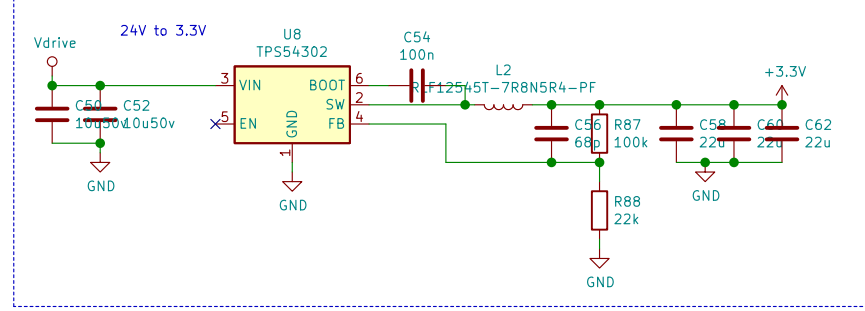 24V to 3.3V
Vdrive
U8
TPS54302
C54
100n
L2
RLF12545T-7R8N5R4-PF
+3.3V
3
VIN
BOOT
6
SW
2
5
EN
FB
4
GND
1
C50
10u50v
C52
10u50v
C56
68p
R87
100k
C58
22u
C60
22u
C62
22u
GND
GND
GND
R88
22k
GND